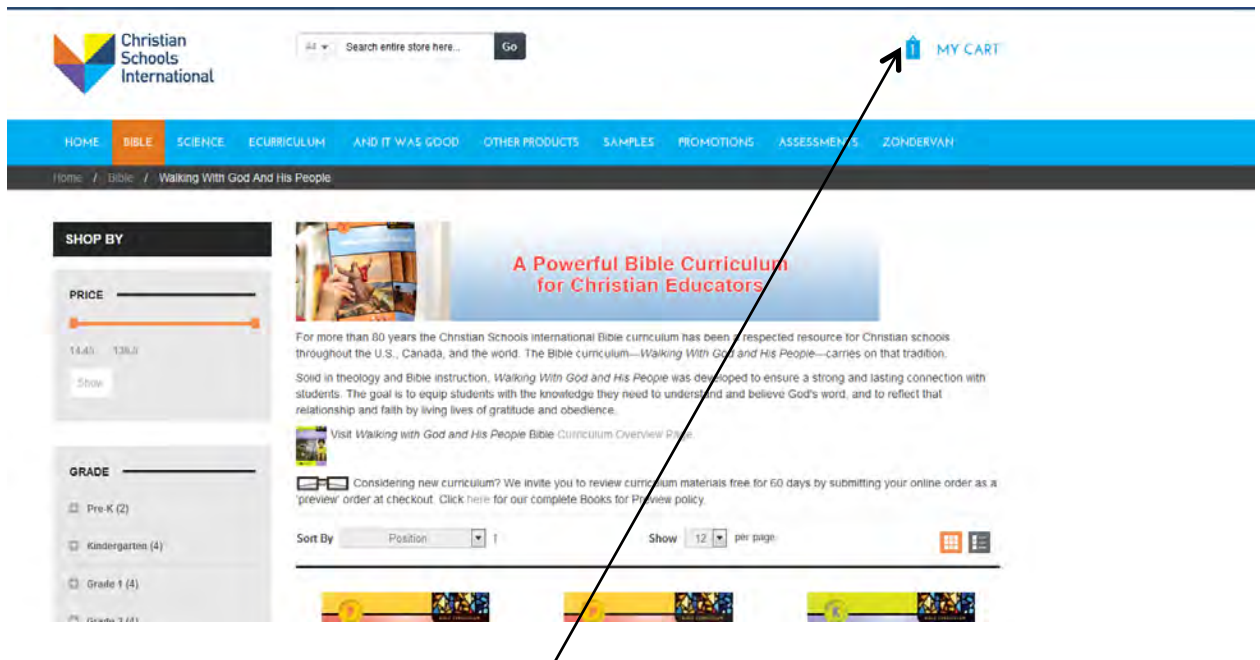 Christian
Schools
International
All
Search entire store here...
Go
1
MY CART
HOME BIBLE SCIENCE ECURRICULUM AND IT WAS GOOD OTHER PRODUCTS SAMPLES PROMOTIONS ASSESSMENTS ZONDERVAN
Home / Bible / Walking With God And His People
SHOP BY
PRICE
Show
GRADE
Pre-K (2)
Kindergarten (4)
Grade 1 (4)
Grade 2 (4)
A Powerful Bible Curriculum
for Christian Educators
For more than 80 years the Christian Schools International Bible curriculum has been a respected resource for Christian schools
throughout the U.S., Canada, and the world. The Bible curriculum—Walking With God and His People—carries on that tradition.
Solid in theology and Bible instruction, Walking With God and His People was developed to ensure a strong and lasting connection with
students. The goal is to equip students with the knowledge they need to understand and believe God's word, and to reflect that
relationship and faith by living lives of gratitude and obedience.
Visit Walking with God and His People Bible Curriculum Overview Page.
Considering new curriculum? We invite you to review curriculum materials free for 60 days by submitting your online order as a
'preview' order at checkout. Click here for our complete Books for Preview policy.
Sort By Position
Show 12 per page
P
P
K
BIBLE CURRICULUM
BIBLE CURRICULUM
BIBLE CURRICULUM